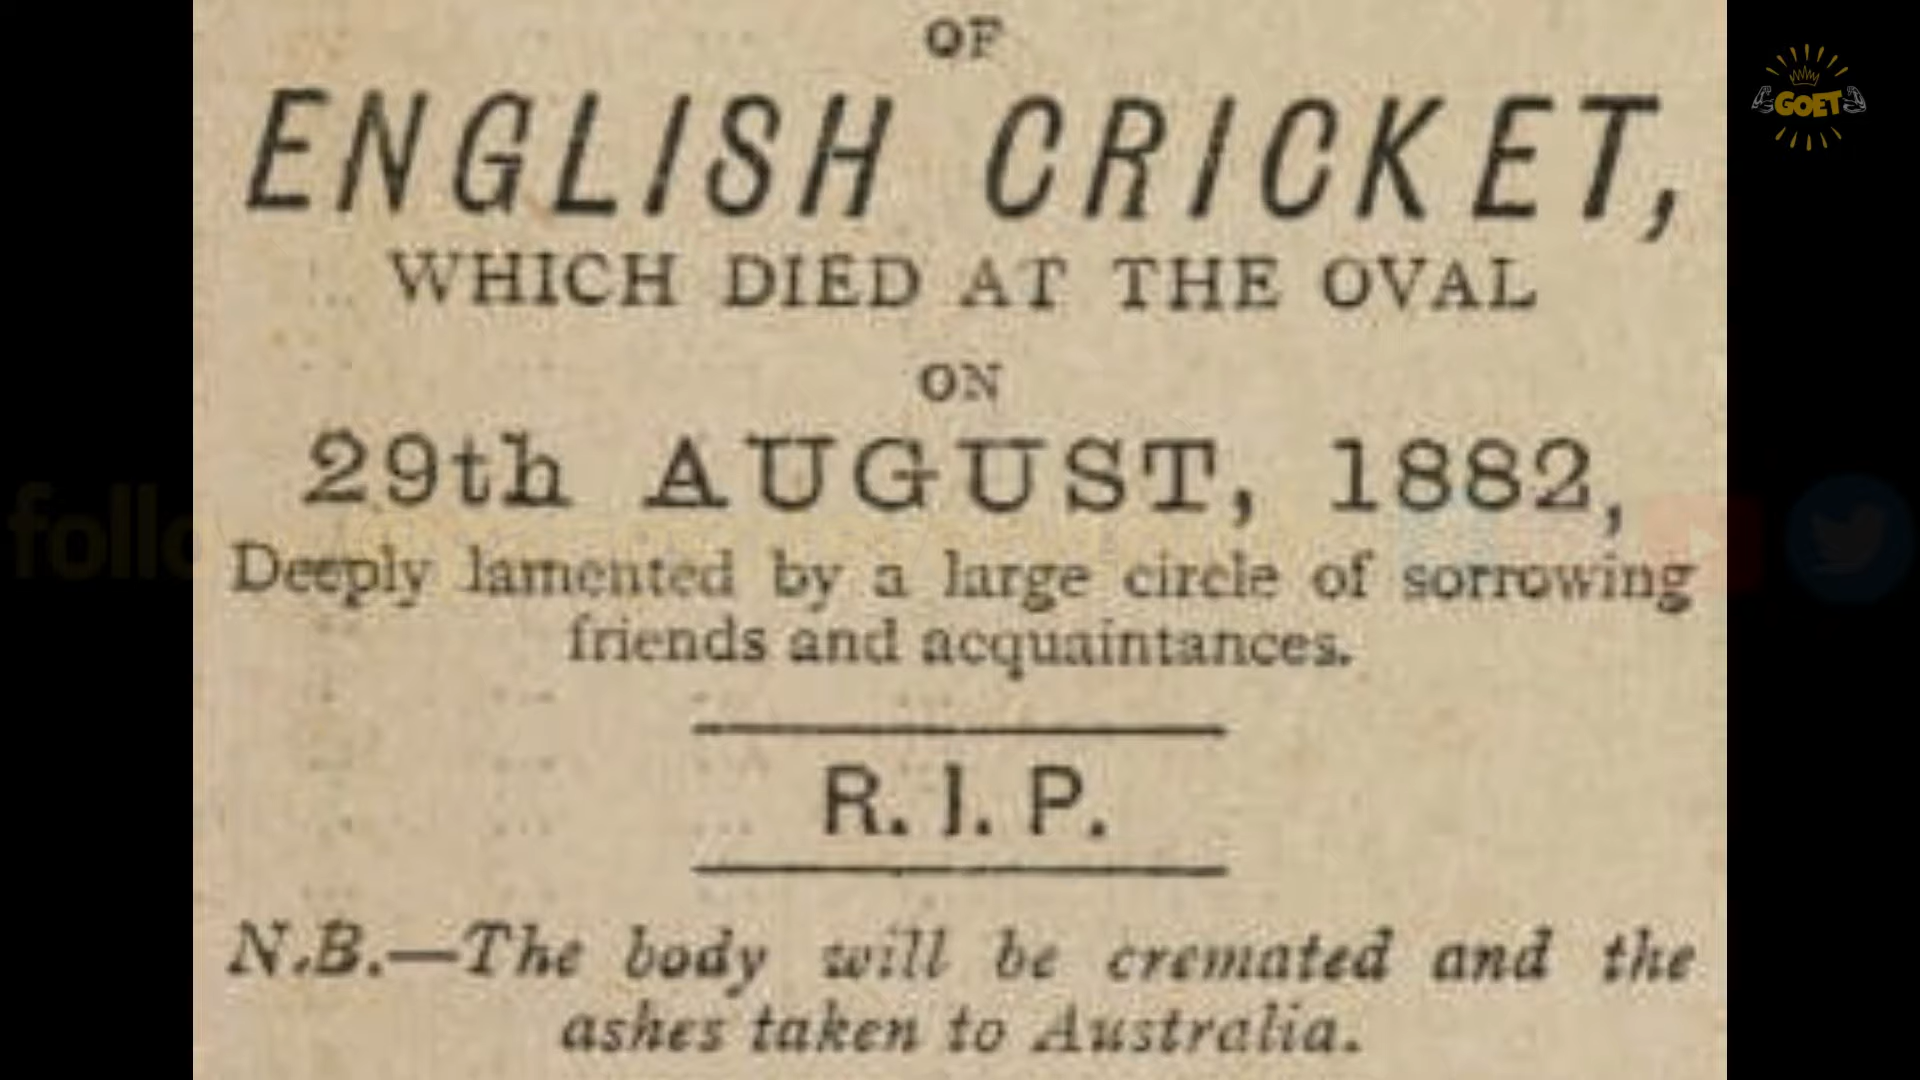 OF
ENGLISH CRICKET,
WHICH DIED AT THE OVAL
ON
29th AUGUST, 1882,
Deeply lamented by a large circle of sorrowing
friends and acquaintances.
R. I. P.
N.B.—The body will be cremated and the
ashes taken to Australia.
GOET
follo